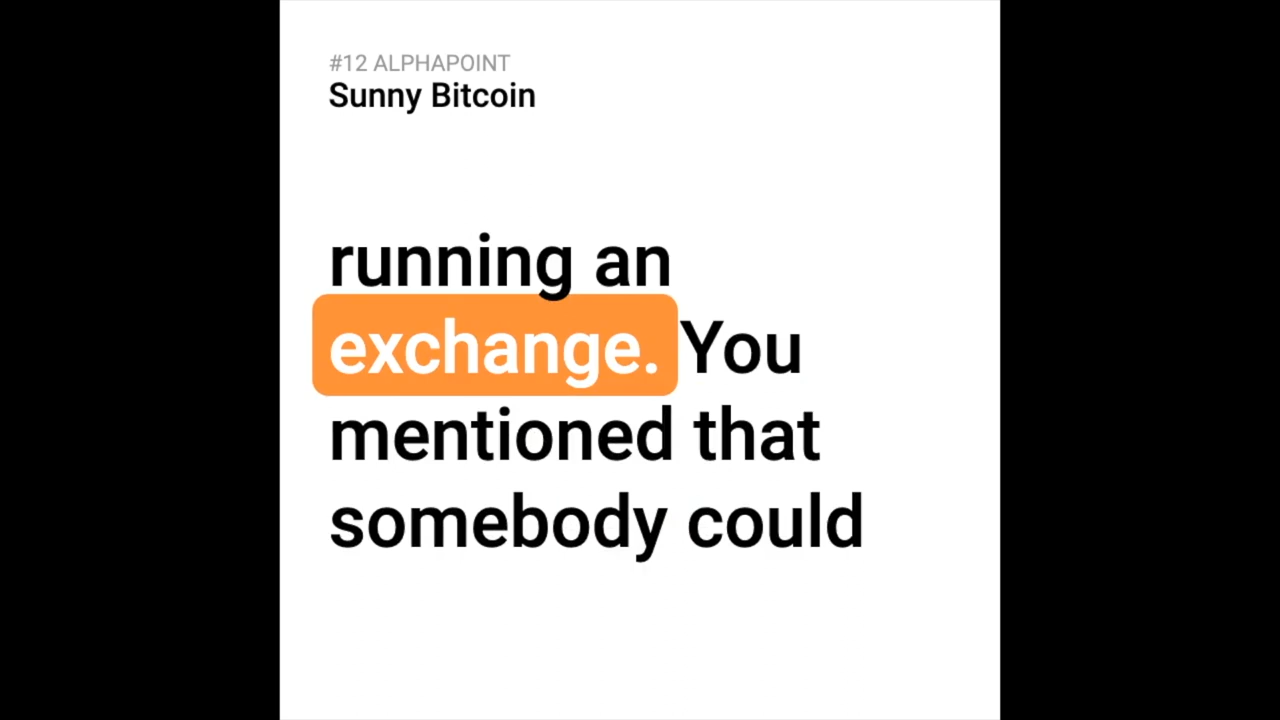 #12 ALPHAPOINT
Sunny Bitcoin
running an
exchange. You
mentioned that
somebody could